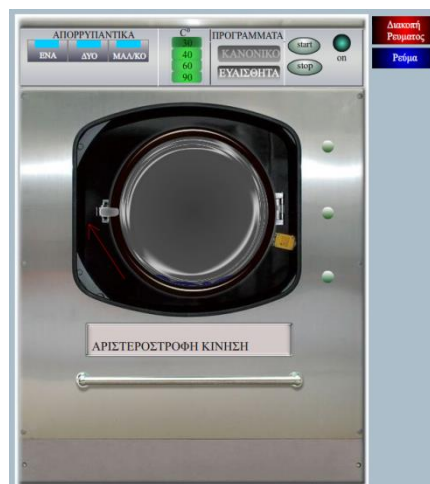 ΑΠΟΡΡΥΠΑΝΤΙΚΑ
ΕΝΑ ΔΥΟ ΜΑΛ/ΚΟ
C°
30
40
60
90
ΠΡΟΓΡΑΜΜΑΤΑ
ΚΑΝΟΝΙΚΟ
ΕΥΑΙΣΘΗΤΑ
start
stop
on
Διακοπή
Ρευματος
Ρεύμα
ΑΡΙΣΤΕΡΟΣΤΡΟΦΗ ΚΙΝΗΣΗ